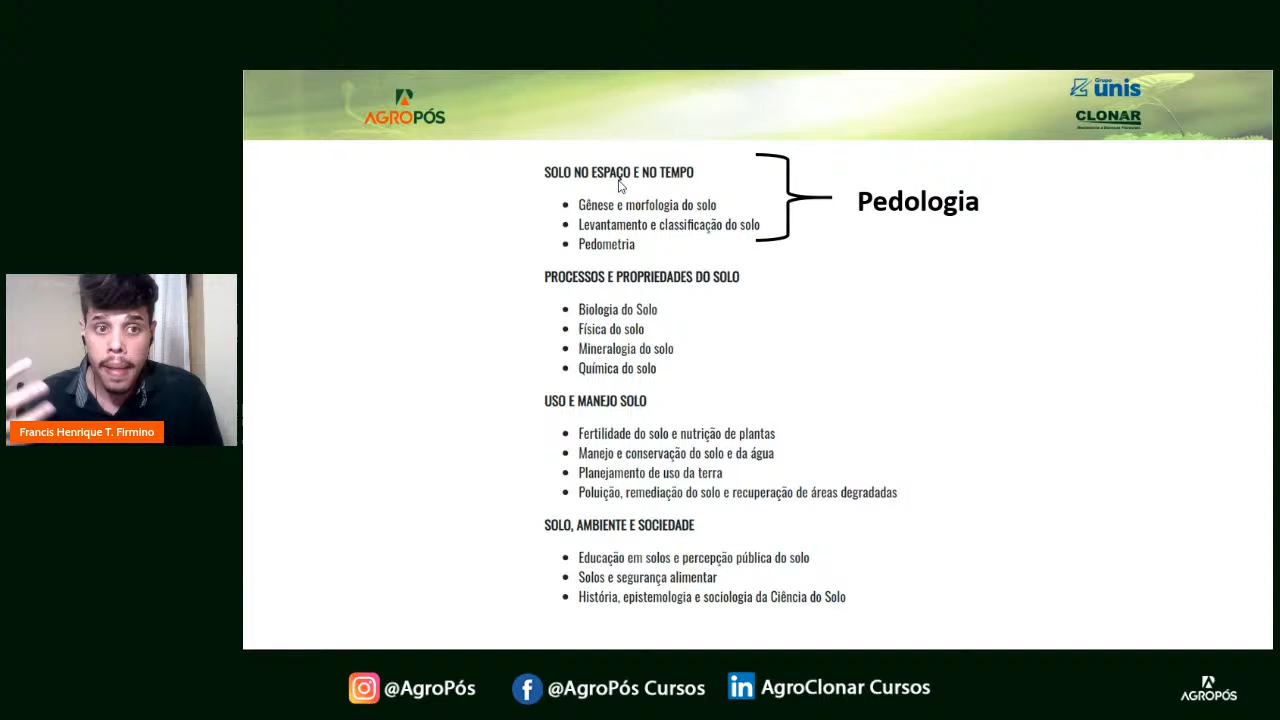 AGROPÓS
Grupo
unis
CLONAR
SOLO NO ESPAÇO E NO TEMPO
Gênese e morfologia do solo
Levantamento e classificação do solo
Pedometria
Pedologia
PROCESSOS E PROPRIEDADES DO SOLO
Biologia do Solo
Física do solo
Mineralogia do solo
Química do solo
USO E MANEJO SOLO
Fertilidade do solo e nutrição de plantas
Manejo e conservação do solo e da água
Planejamento de uso da terra
Poluição, remediação do solo e recuperação de áreas degradadas
SOLO, AMBIENTE E SOCIEDADE
Educação em solos e percepção pública do solo
Solos e segurança alimentar
História, epistemologia e sociologia da Ciência do Solo
Francis Henrique T. Firmino
@AgroPós
@AgroPós Cursos
AgroClonar Cursos
AGROPÓS